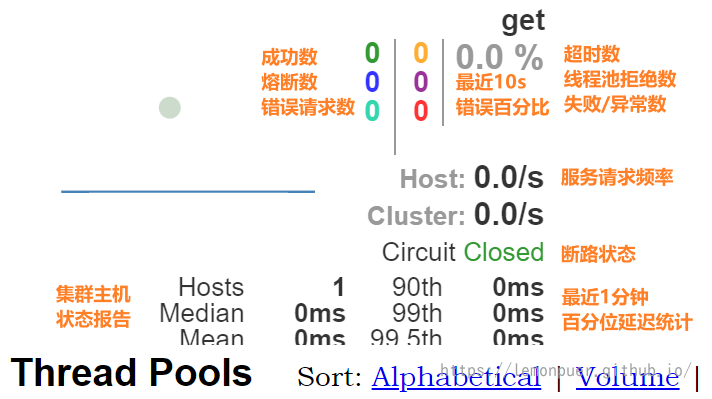 get
成功数 0 0 0.0 % 超时数
熔断数 0 0 最近10s 线程池拒绝数
错误请求数 0 0 错误百分比 失败/异常数
Host: 0.0/s 服务请求频率
Cluster: 0.0/s
Circuit Closed 断路状态
集群主机 Hosts 1 90th 0ms 最近1分钟
状态报告 Median 0ms 99th 0ms 百分位延迟统计
Mean 0ms 99.5th 0ms
https://lemonpuer.github.io/
Thread Pools Sort: Alphabetical | Volume |